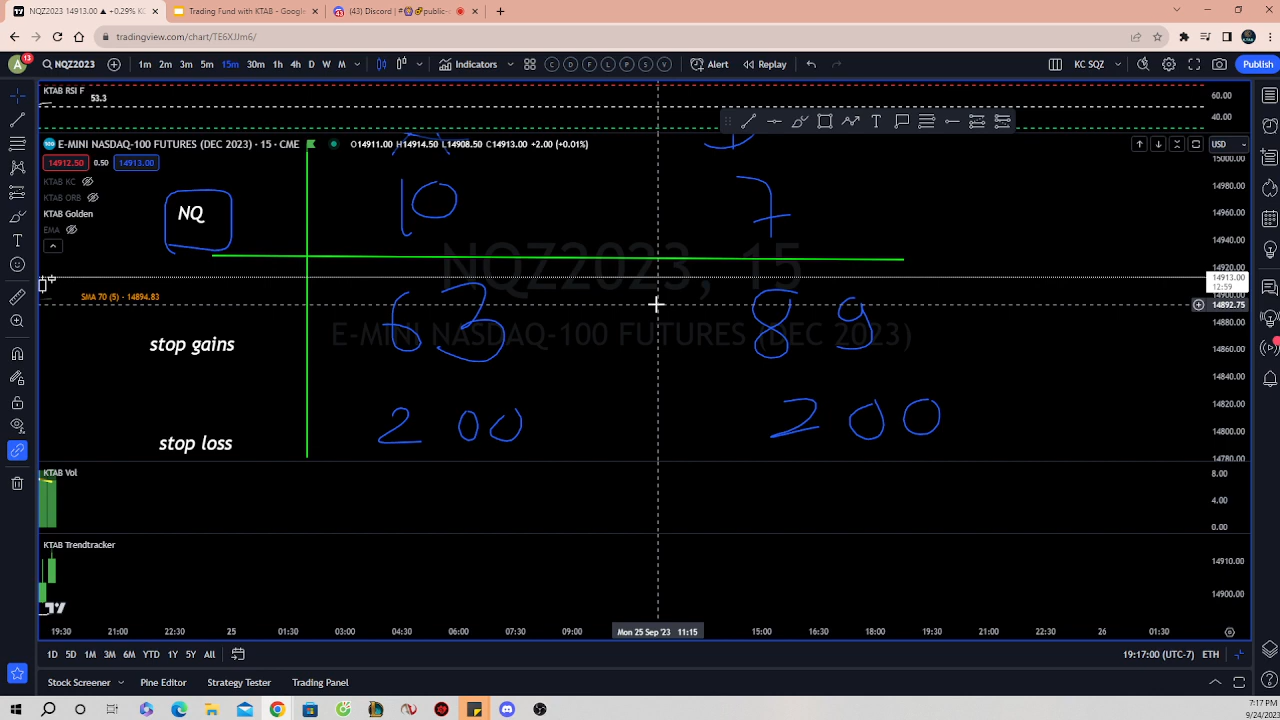 NQZ2023 14913.00 ▲ +0.29% KC
Trading Fund with KTAB - Google
(43) Discord | #
public-
tradingview.com/chart/TE6XJJm6/
A 13 NQZ2023 1m 2m 3m 5m 15m 30m 1h 4h D W M Indicators C D F L P S V Alert Replay KC SQZ Publish
KTAB RSI F
53.3
60.00
40.00
E-MINI NASDAQ-100 FUTURES (DEC 2023) · 15 · CME O14911.00 H14914.50 L14908.50 C14913.00 +2.00 (+0.01%)
USD
14912.50 0.50 14913.00
KTAB KC
KTAB ORB
KTAB Golden
EMA
15000.00
14980.00
14960.00
14940.00
14920.00
14913.00
12:59
14900.00
14892.75
14880.00
14860.00
14840.00
14820.00
14800.00
14780.00
NQ 10 7
NQZ2023, 15
E-MINI NASDAQ-100 FUTURES (DEC 2023)
SMA 70 (5) - 14894.83
stop gains 63 89
stop loss 200 200
KTAB Vol
8.00
4.00
0.00
KTAB Trendtracker
14910.00
14900.00
19:30 21:00 22:30 25 01:30 03:00 04:30 06:00 07:30 09:00 Mon 25 Sep '23 11:15 15:00 16:30 18:00 19:30 21:00 22:30 26 01:30
1D 5D 1M 3M 6M YTD 1Y 5Y All 19:17:00 (UTC-7) ETH
Stock Screener Pine Editor Strategy Tester Trading Panel
7:17 PM
9/24/2023